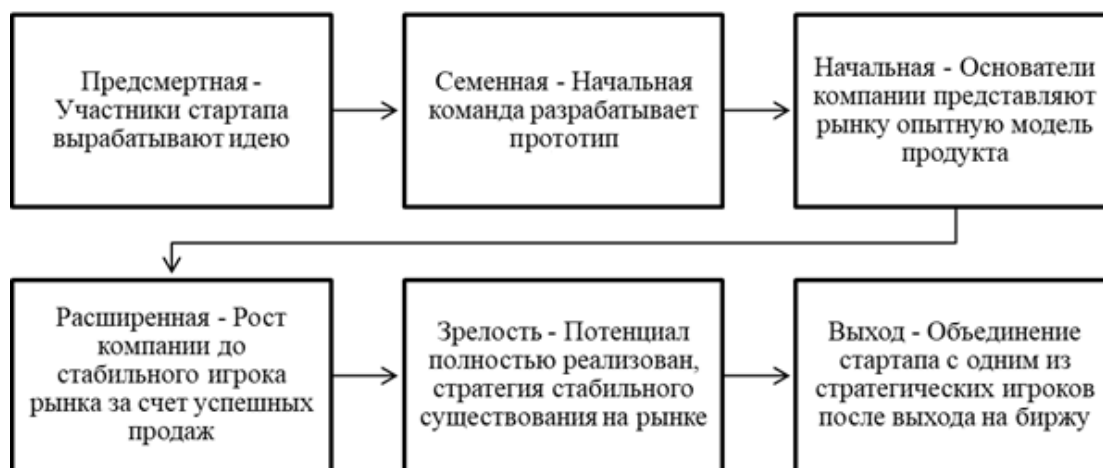 Предсмертная -
Участники стартапа
вырабатывают идею
Семенная - Начальная
команда разрабатывает
прототип
Начальная - Основатели
компании представляют
рынку опытную модель
продукта
Расширенная - Рост
компании до
стабильного игрока
рынка за счет успешных
продаж
Зрелость - Потенциал
полностью реализован,
стратегия стабильного
существования на рынке
Выход - Объединение
стартапа с одним из
стратегических игроков
после выхода на биржу